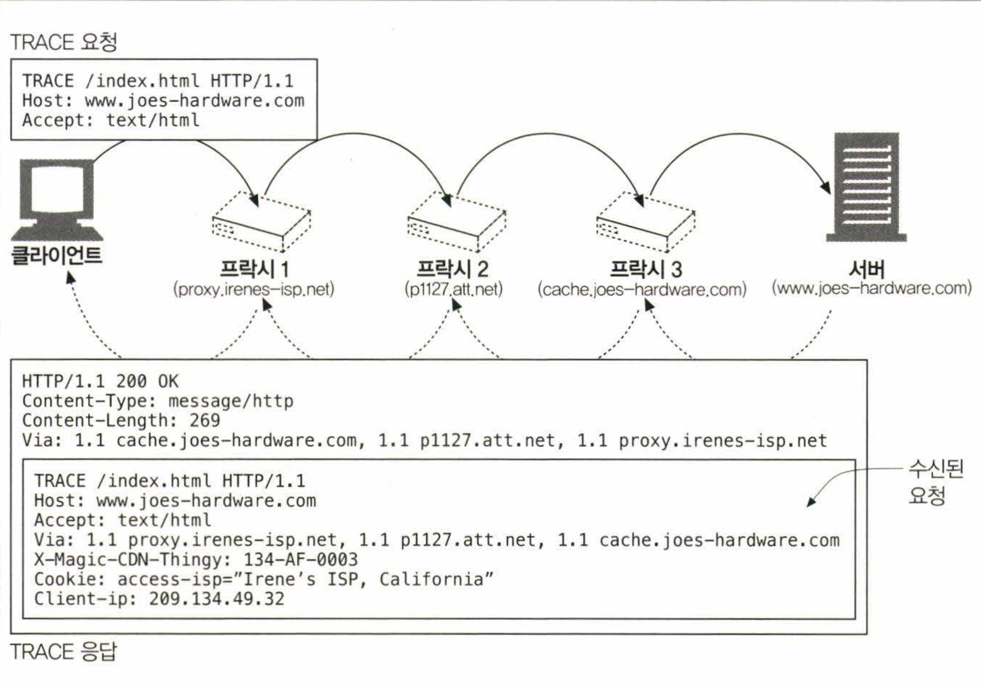 TRACE 요청
TRACE /index.html HTTP/1.1
Host: www.joes-hardware.com
Accept: text/html
클라이언트
프락시 1
(proxy.irenes-isp.net)
프락시 2
(p1127.att.net)
프락시 3
(cache.joes-hardware.com)
서버
(www.joes-hardware.com)
HTTP/1.1 200 OK
Content-Type: message/http
Content-Length: 269
Via: 1.1 cache.joes-hardware.com, 1.1 p1127.att.net, 1.1 proxy.irenes-isp.net
TRACE /index.html HTTP/1.1
Host: www.joes-hardware.com
Accept: text/html
Via: 1.1 proxy.irenes-isp.net, 1.1 p1127.att.net, 1.1 cache.joes-hardware.com
X-Magic-CDN-Thingy: 134-AF-0003
Cookie: access-isp=”Irene’s ISP, California”
Client-ip: 209.134.49.32
수신된
요청
TRACE 응답